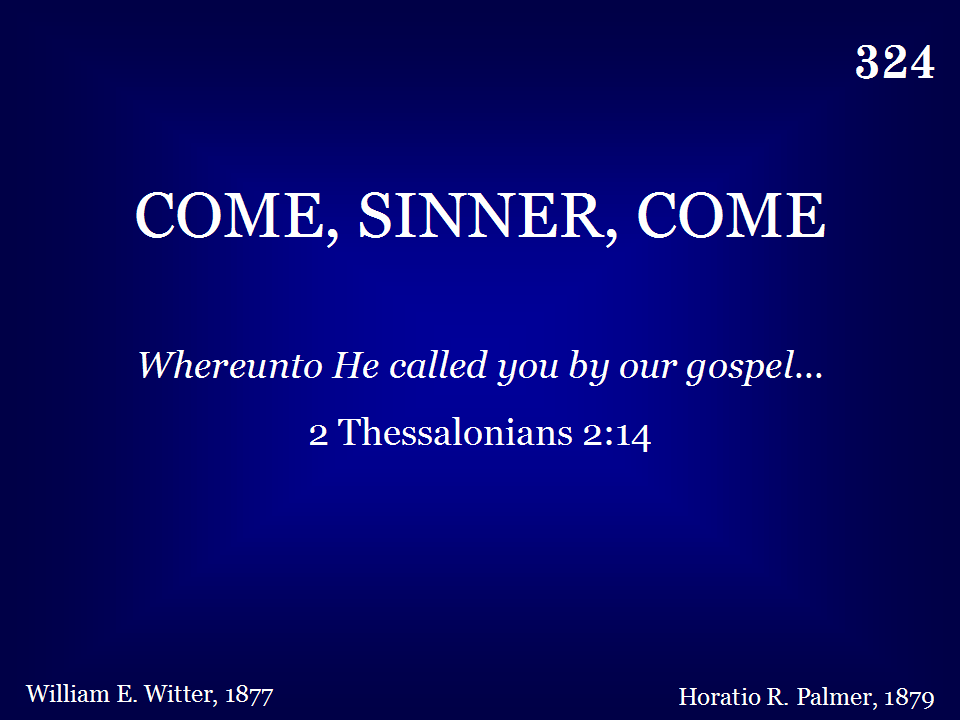 324
COME, SINNER, COME
Whereunto He called you by our gospel…
2 Thessalonians 2:14
William E. Witter, 1877
Horatio R. Palmer, 1879